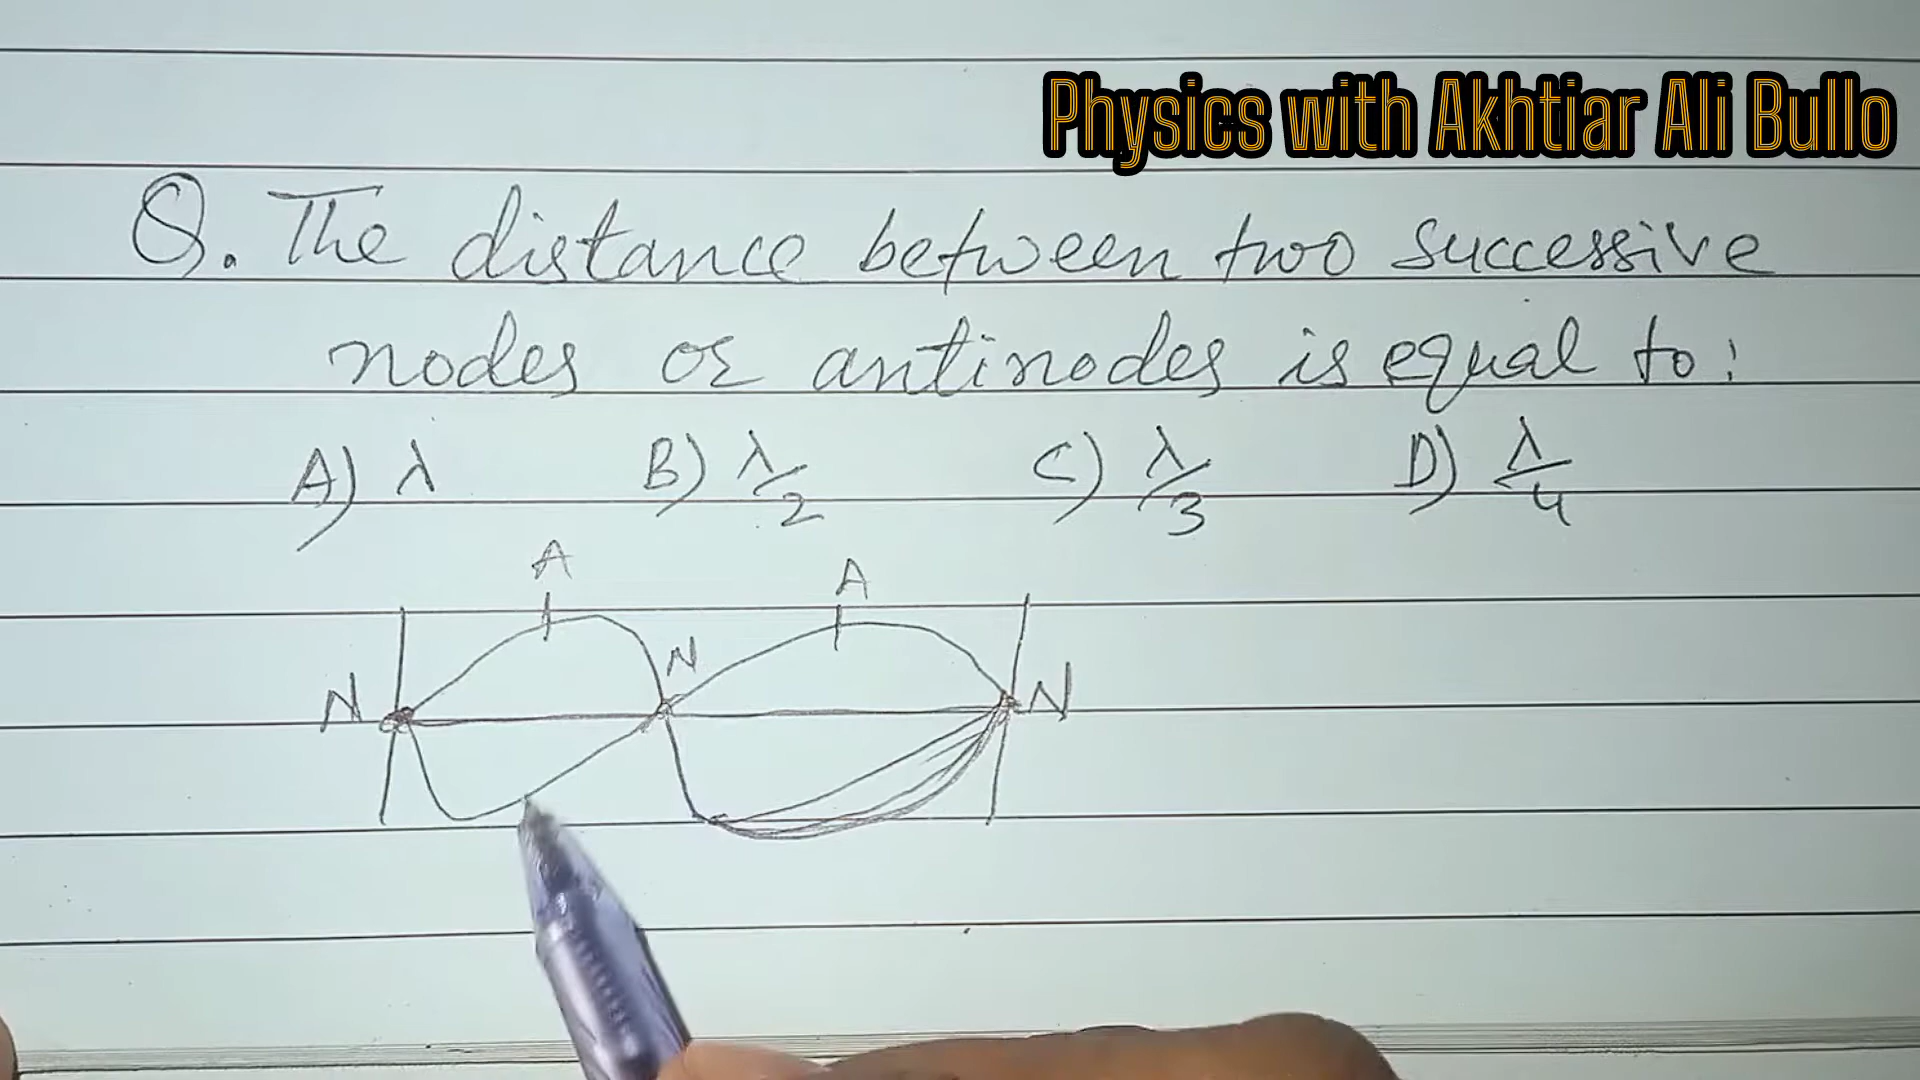 Physics with Akhtiar Ali Bullo
Q. The distance between two successive
nodes or antinodes is equal to:
A) λ B) λ/2 C) λ/3 D) λ/4
A A
N N N